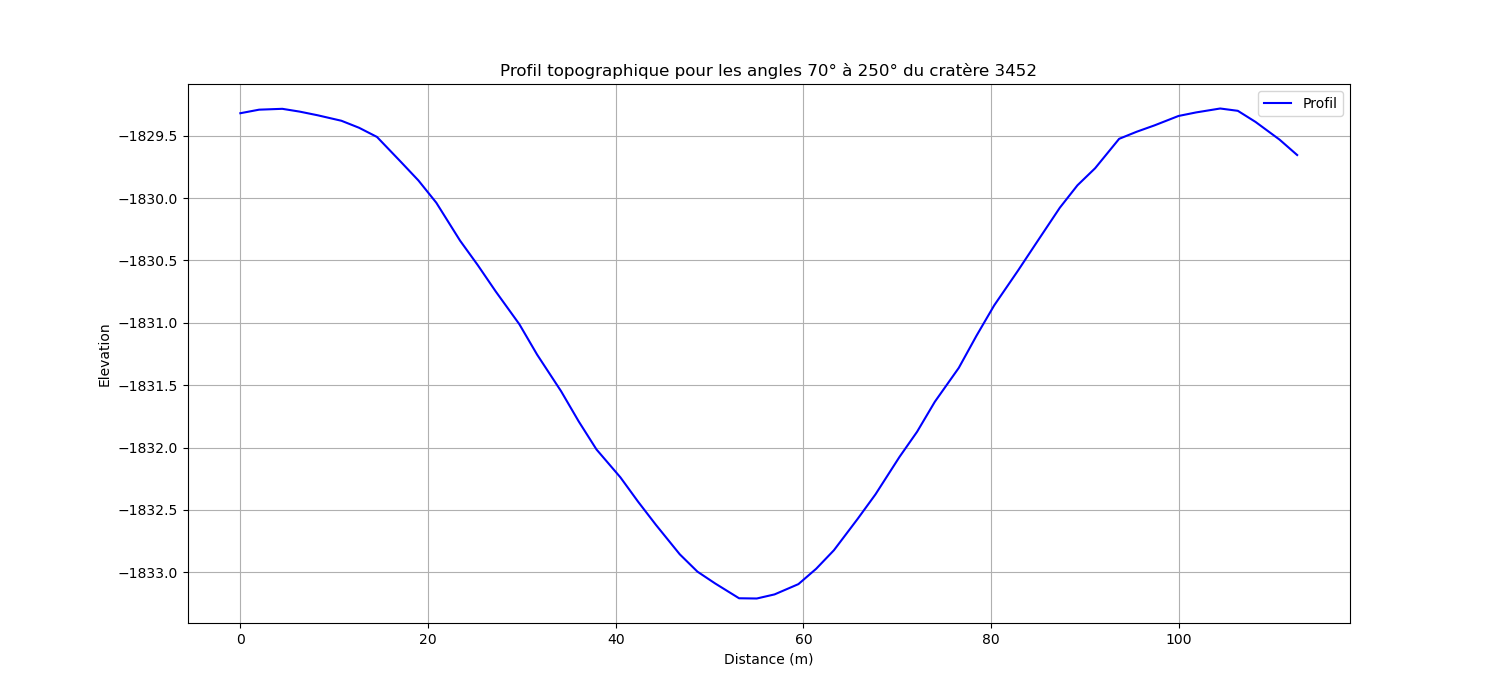 Profil topographique pour les angles 70° à 250° du cratère 3452
Profil
−1829.5
−1830.0
−1830.5
−1831.0
−1831.5
−1832.0
−1832.5
−1833.0
Elevation
0 20 40 60 80 100
Distance (m)